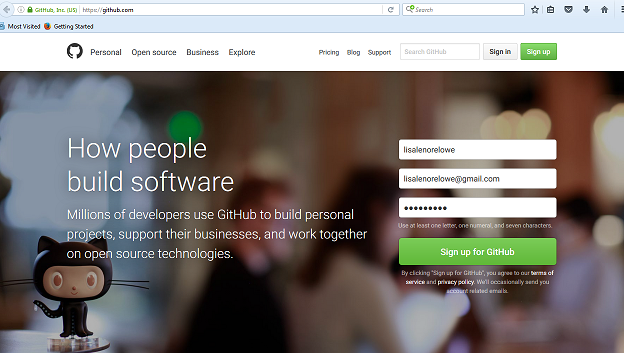 GitHub, Inc. (US) https://github.com Search
Most Visited Getting Started
Personal Open source Business Explore Pricing Blog Support Search GitHub Sign in Sign up
How people
build software
Millions of developers use GitHub to build personal
projects, support their businesses, and work together
on open source technologies.
lisalenorelowe
lisalenorelowe@gmail.com
●●●●●●●●●
Use at least one letter, one numeral, and seven characters.
Sign up for GitHub
By clicking "Sign up for GitHub", you agree to our terms of
service and privacy policy. We'll occasionally send you
account related emails.